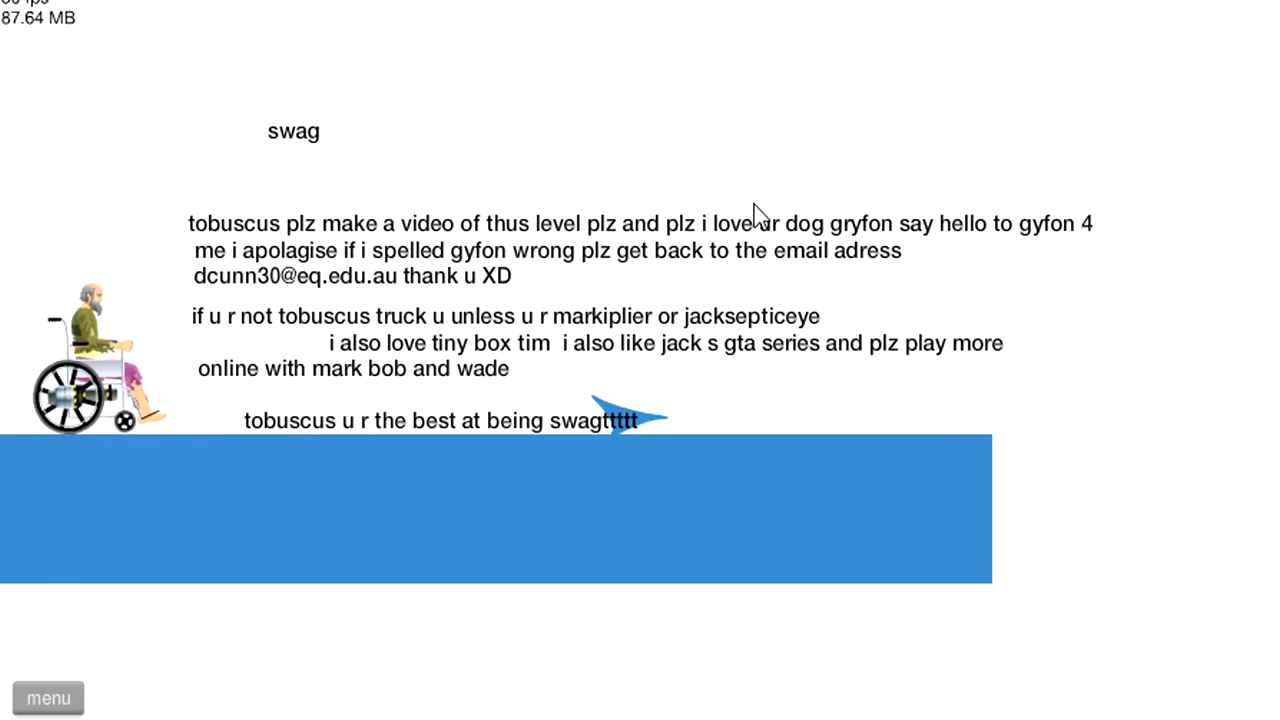 87.64 MB
swag
tobuscus plz make a video of thus level plz and plz i love ur dog gryfon say hello to gyfon 4
me i apolagise if i spelled gyfon wrong plz get back to the email adress
dcunn30@eq.edu.au thank u XD
if u r not tobuscus truck u unless u r markiplier or jacksepticeye
i also love tiny box tim i also like jack s gta series and plz play more
online with mark bob and wade
tobuscus u r the best at being swagttttt
menu